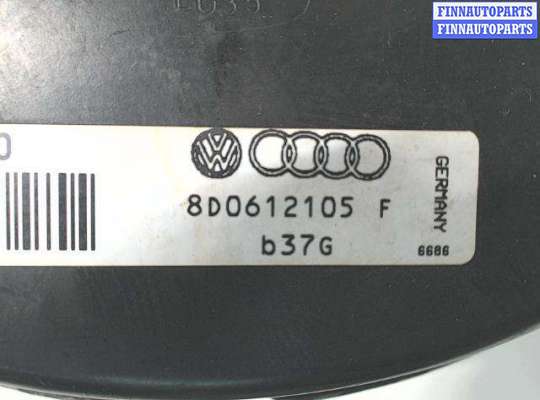 FINNAUTOPARTS
FINNAUTOPARTS
8D0612105 F
b37G
GERMANY
6686